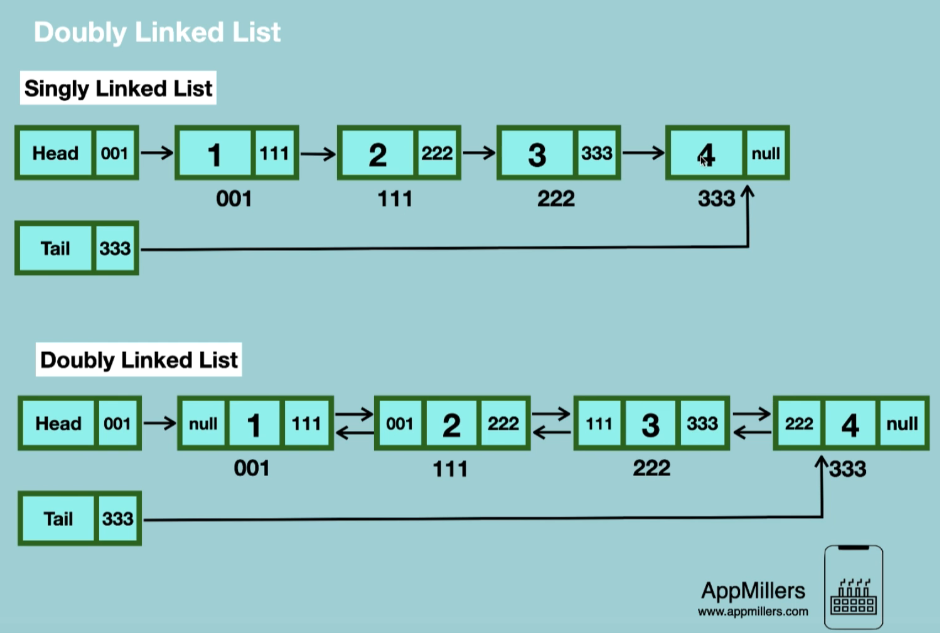 Doubly Linked List
Singly Linked List
Head 001 1 111 2 222 3 333 4 null
001 111 222 333
Tail 333
Doubly Linked List
Head 001 null 1 111 001 2 222 111 3 333 222 4 null
001 111 222 333
Tail 333
AppMillers
www.appmillers.com